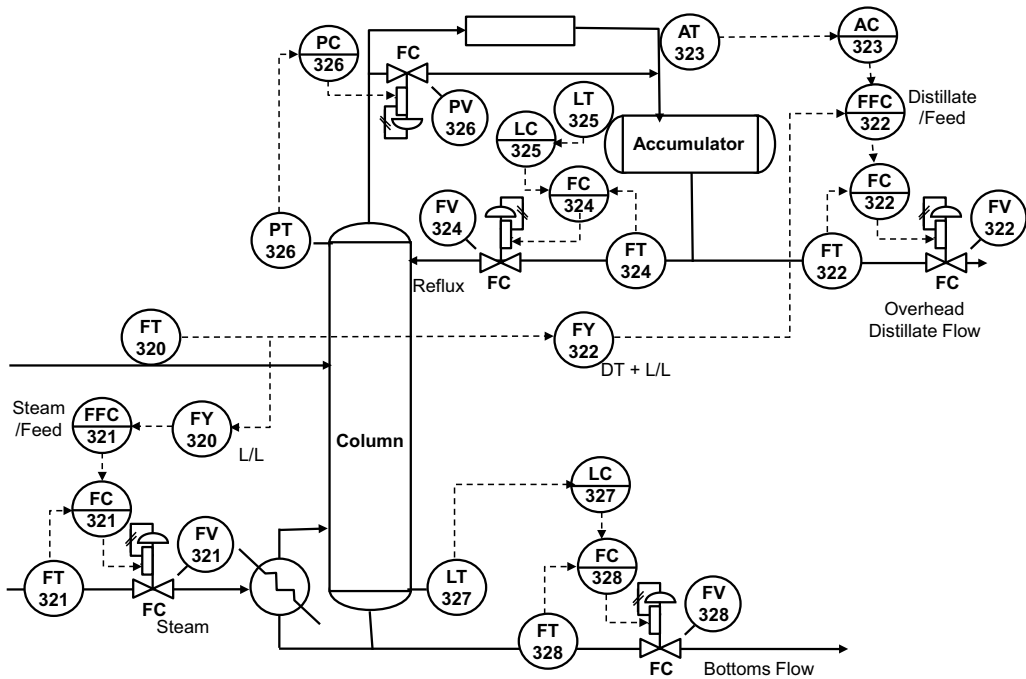 PC
326
FC
PV
326
AT
323
AC
323
LT
325
LC
325
FFC
322
Distillate
/Feed
Accumulator
FC
324
FC
322
PT
326
FV
324
FC
Reflux
FT
324
FT
322
FV
322
FC
Overhead
Distillate Flow
FT
320
FY
322
DT + L/L
Steam
/Feed
FFC
321
FY
320
L/L
Column
FC
321
FV
321
FT
321
FC
Steam
LC
327
LT
327
FC
328
FT
328
FV
328
FC
Bottoms Flow